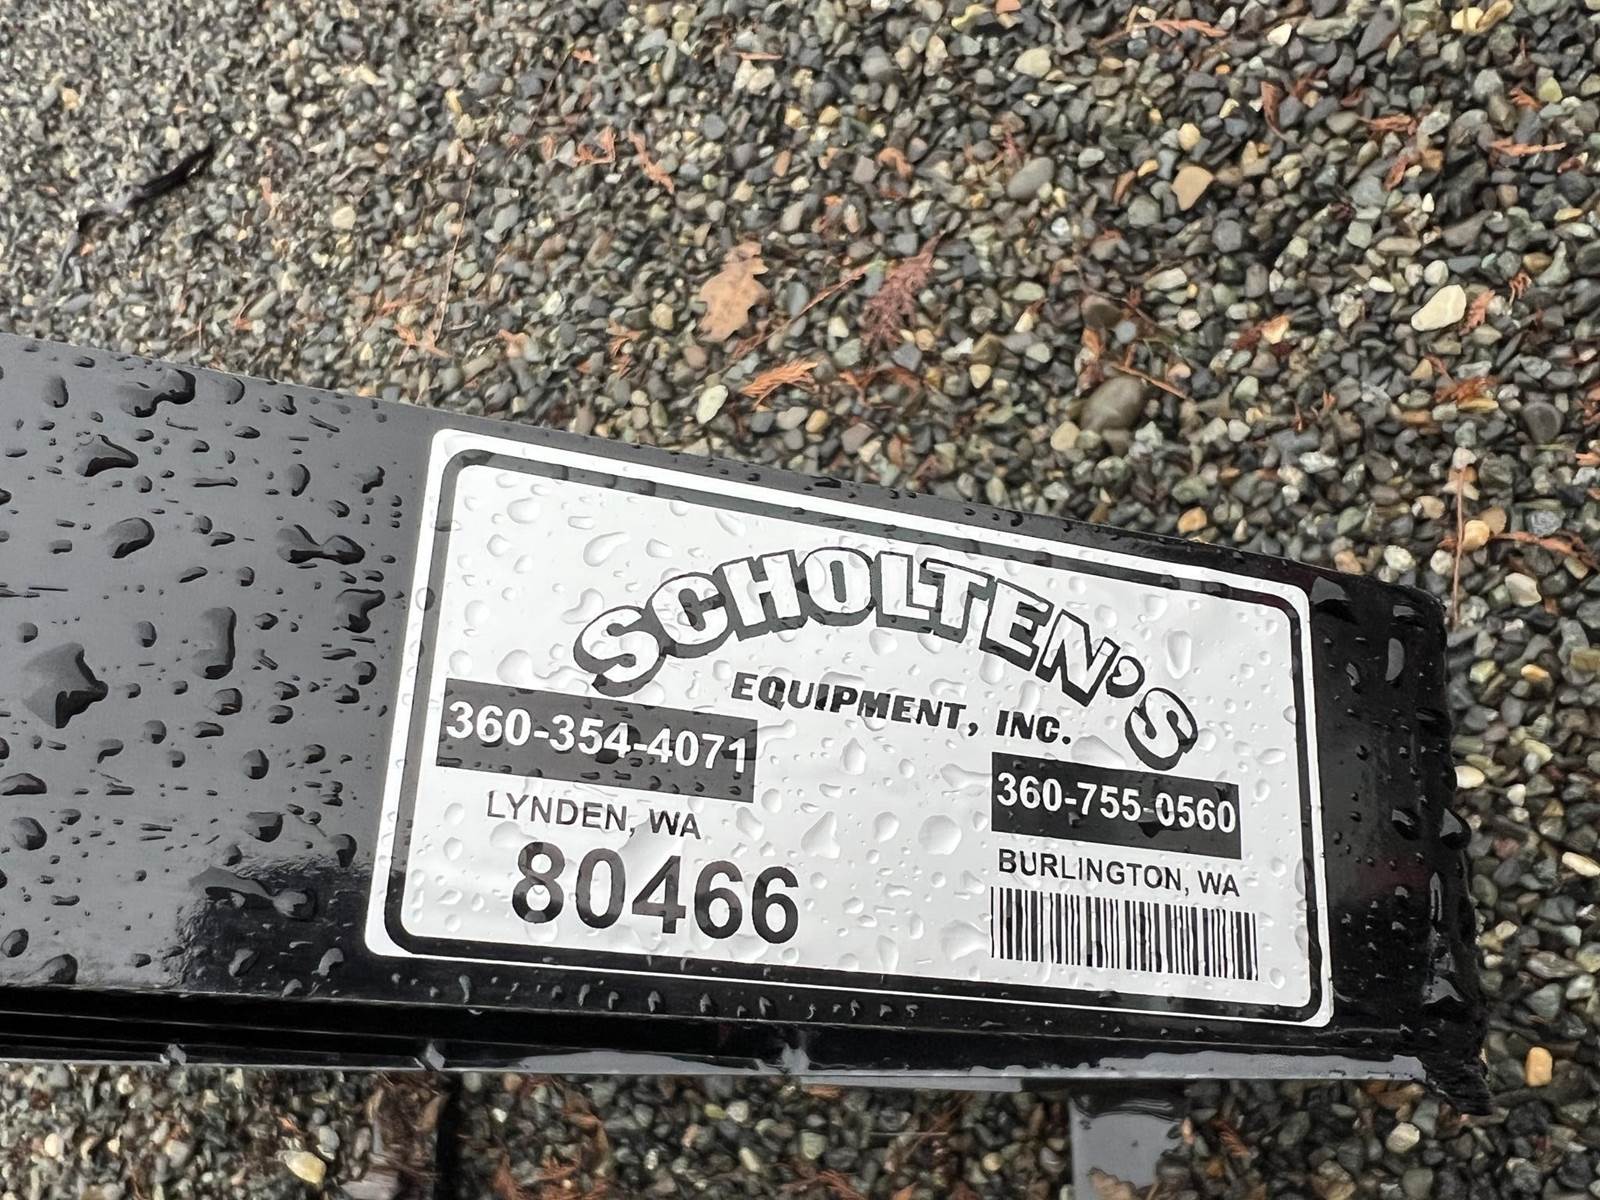 SCHOLTEN'S
EQUIPMENT, INC.
360-354-4071
LYNDEN, WA
80466
360-755-0560
BURLINGTON, WA